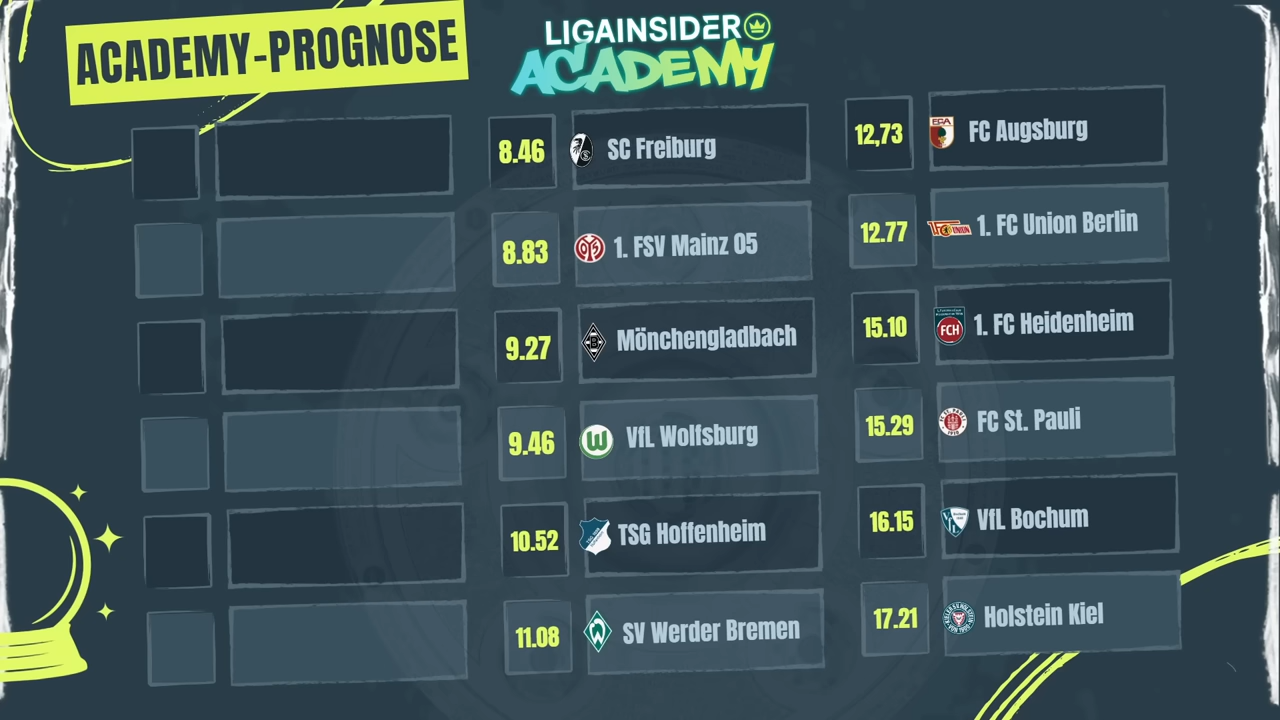 ACADEMY-PROGNOSE
LIGAINSIDER
ACADEMY
8.46 SC Freiburg
8.83 1. FSV Mainz 05
9.27 Mönchengladbach
9.46 VfL Wolfsburg
10.52 TSG Hoffenheim
11.08 SV Werder Bremen
12,73 FC Augsburg
12.77 1. FC Union Berlin
15.10 1. FC Heidenheim
15.29 FC St. Pauli
16.15 VfL Bochum
17.21 Holstein Kiel